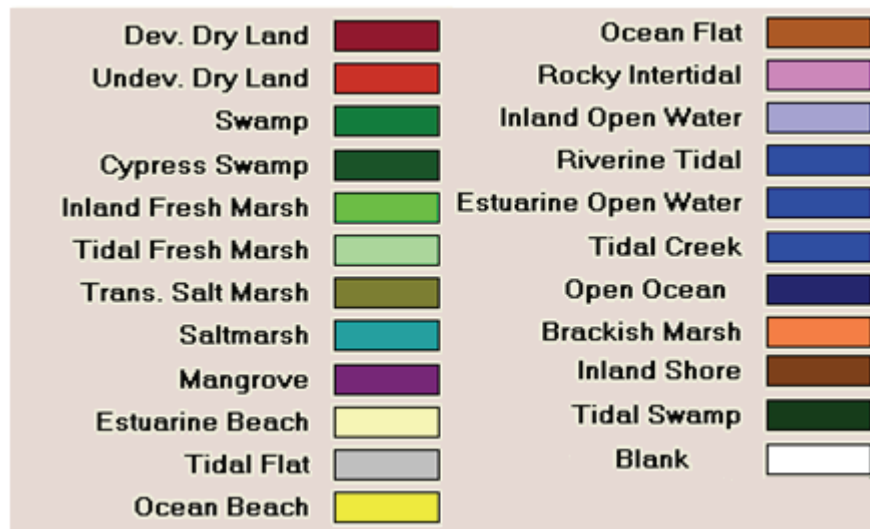 Dev. Dry Land
Undev. Dry Land
Swamp
Cypress Swamp
Inland Fresh Marsh
Tidal Fresh Marsh
Trans. Salt Marsh
Saltmarsh
Mangrove
Estuarine Beach
Tidal Flat
Ocean Beach
Ocean Flat
Rocky Intertidal
Inland Open Water
Riverine Tidal
Estuarine Open Water
Tidal Creek
Open Ocean
Brackish Marsh
Inland Shore
Tidal Swamp
Blank